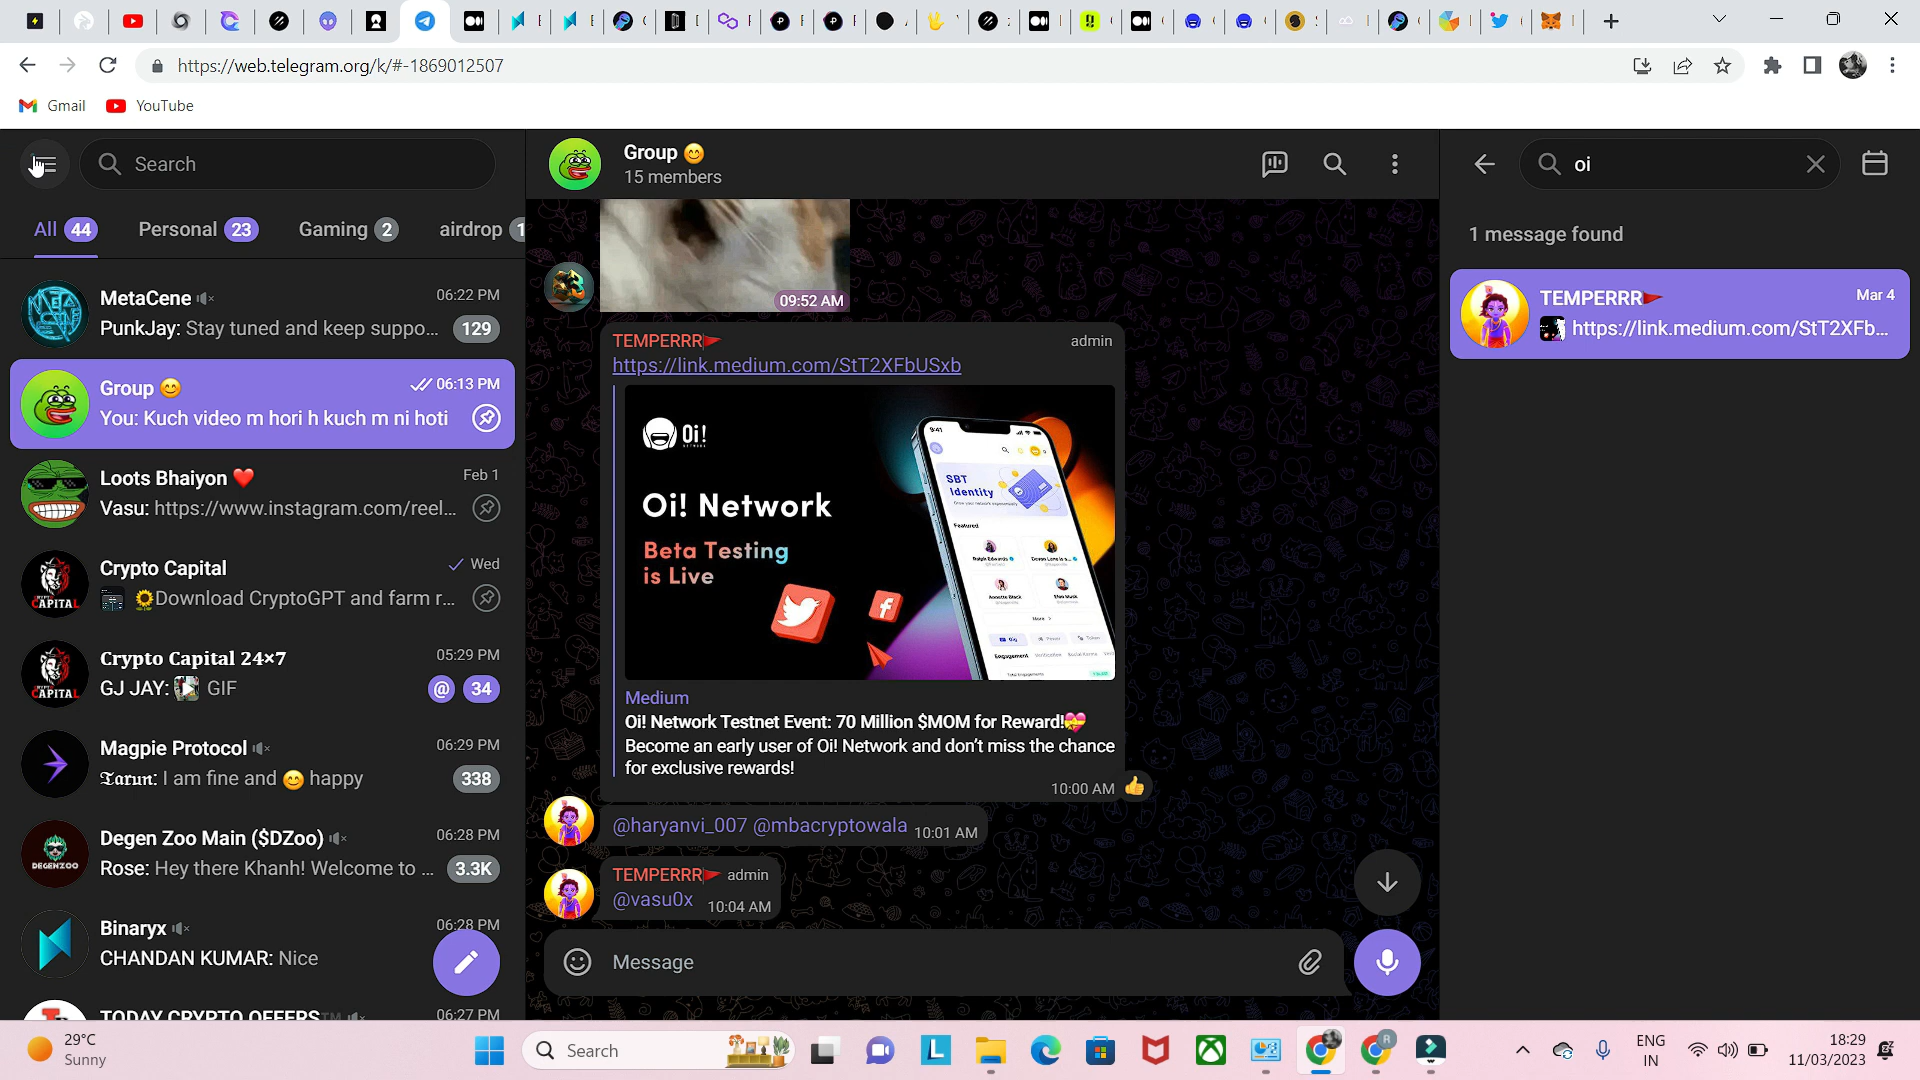 https://web.telegram.org/k/#-1869012507
Gmail YouTube
Search
All 44 Personal 23 Gaming 2 airdrop 1
MetaCene 06:22 PM
PunkJay: Stay tuned and keep suppo... 129
Group 😊 06:13 PM
You: Kuch video m hori h kuch m ni hoti
Loots Bhaiyon ❤️ Feb 1
Vasu: https://www.instagram.com/reel...
Crypto Capital Wed
🌻Download CryptoGPT and farm r...
Crypto Capital 24×7 05:29 PM
GJ JAY: GIF @ 34
Magpie Protocol 06:29 PM
𝕿𝖆𝖗𝖚𝖓: I am fine and 😊 happy 338
Degen Zoo Main ($DZoo) 06:28 PM
Rose: Hey there Khanh! Welcome to ... 3.3K
Binaryx 06:28 PM
CHANDAN KUMAR: Nice
TODAY CRYPTO OFFERS™ 06:27 PM
Group 😊
15 members
09:52 AM
TEMPERRR🚩 admin
https://link.medium.com/StT2XFbUSxb
Oi!
NETWORK
Oi! Network
Beta Testing
is Live
9:41
SBT
Identity
Featured
More >
Engagement
Medium
Oi! Network Testnet Event: 70 Million $MOM for Reward!💝
Become an early user of Oi! Network and don't miss the chance
for exclusive rewards!
10:00 AM 👍
@haryanvi_007 @mbacryptowala 10:01 AM
TEMPERRR🚩 admin
@vasu0x 10:04 AM
Message
oi
1 message found
TEMPERRR🚩 Mar 4
https://link.medium.com/StT2XFb...
29°C
Sunny
Search
ENG
IN
18:29
11/03/2023